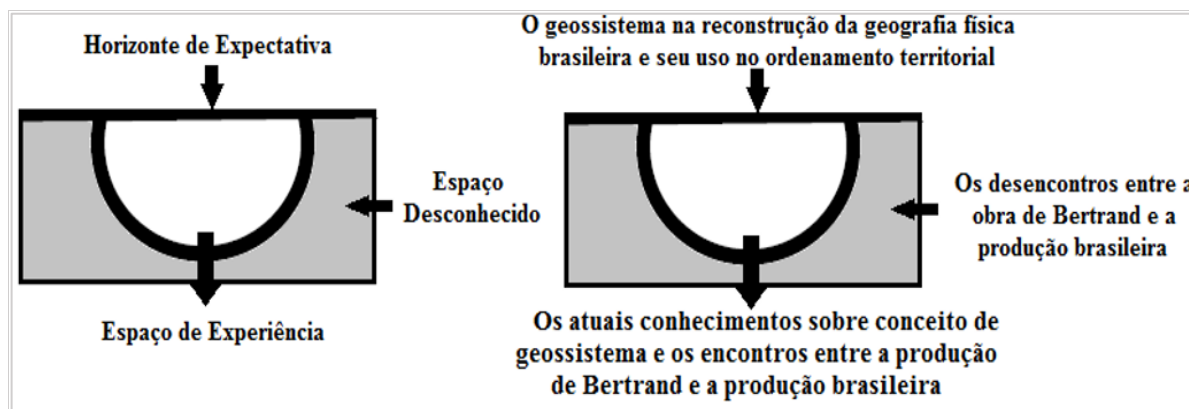 Horizonte de Expectativa
Espaço
Desconhecido
Espaço de Experiência
O geossistema na reconstrução da geografia física
brasileira e seu uso no ordenamento territorial
Os desencontros entre a
obra de Bertrand e a
produção brasileira
Os atuais conhecimentos sobre conceito de
geossistema e os encontros entre a produção
de Bertrand e a produção brasileira